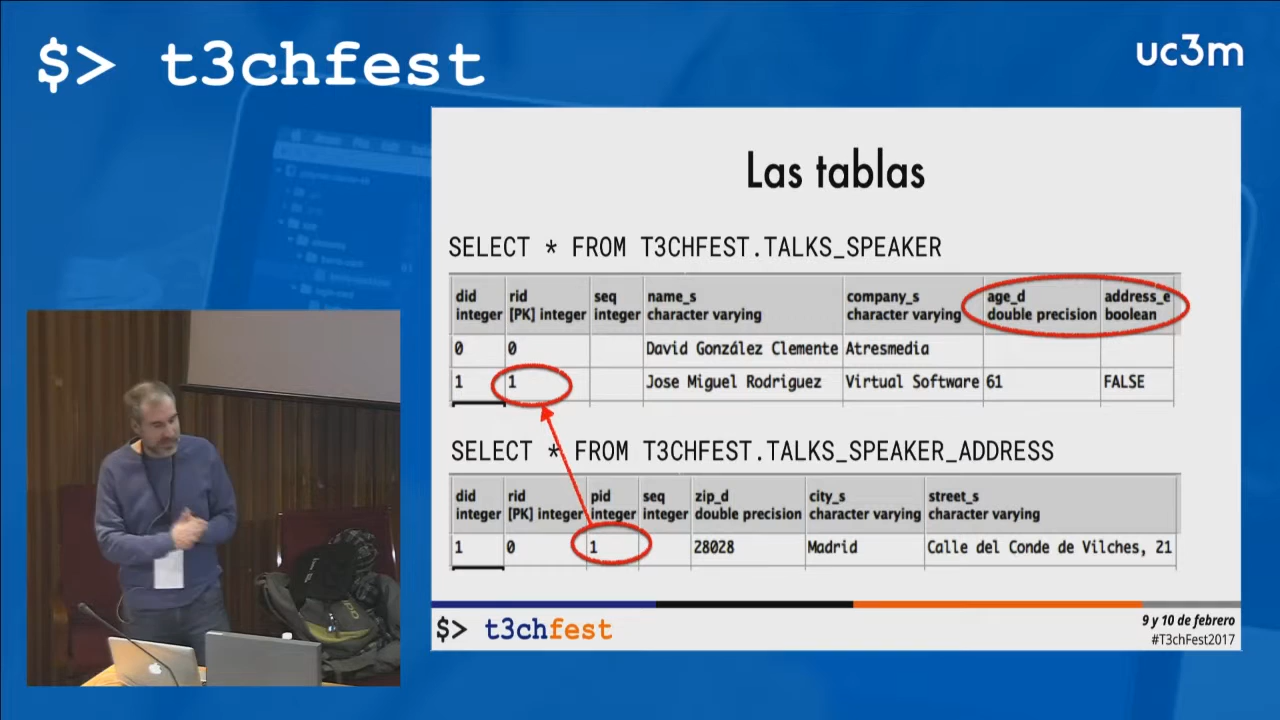 $> t3chfest
uc3m
Las tablas
SELECT * FROM T3CHFEST.TALKS_SPEAKER
did rid seq name_s company_s age_d address_e
integer [PK] integer integer character varying character varying double precision boolean
0 0 David González Clemente Atresmedia
1 1 Jose Miguel Rodriguez Virtual Software 61 FALSE
SELECT * FROM T3CHFEST.TALKS_SPEAKER_ADDRESS
did rid pid seq zip_d city_s street_s
integer [PK] integer integer integer double precision character varying character varying
1 0 1 28028 Madrid Calle del Conde de Vilches, 21
$> t3chfest
9 y 10 de febrero
#T3chFest2017